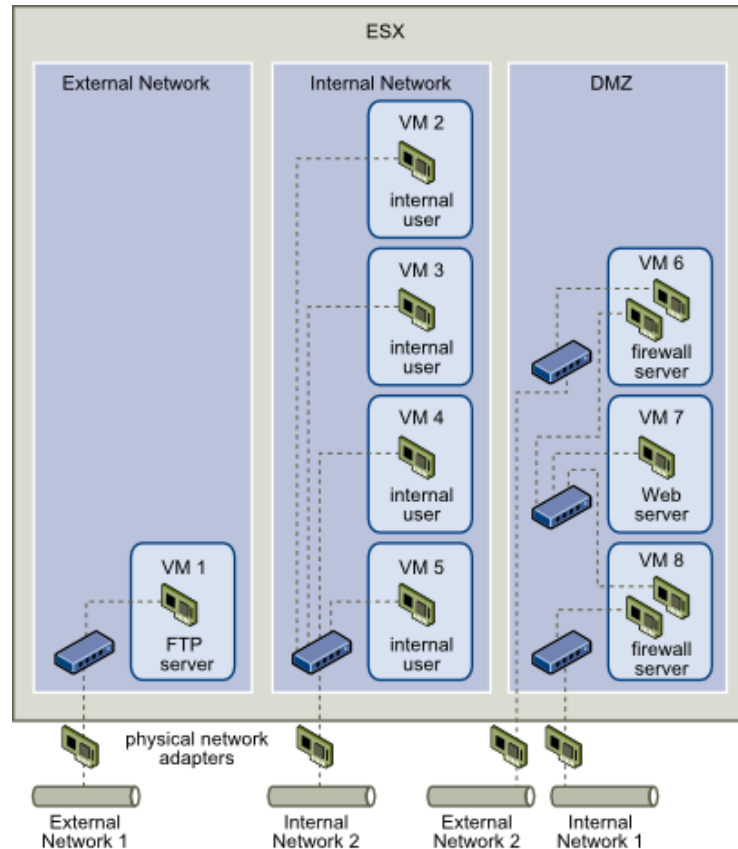 ESX
External Network
VM 1
FTP
server
Internal Network
VM 2
internal
user
VM 3
internal
user
VM 4
internal
user
VM 5
internal
user
DMZ
VM 6
firewall
server
VM 7
Web
server
VM 8
firewall
server
physical network
adapters
External
Network 1
Internal
Network 2
External
Network 2
Internal
Network 1